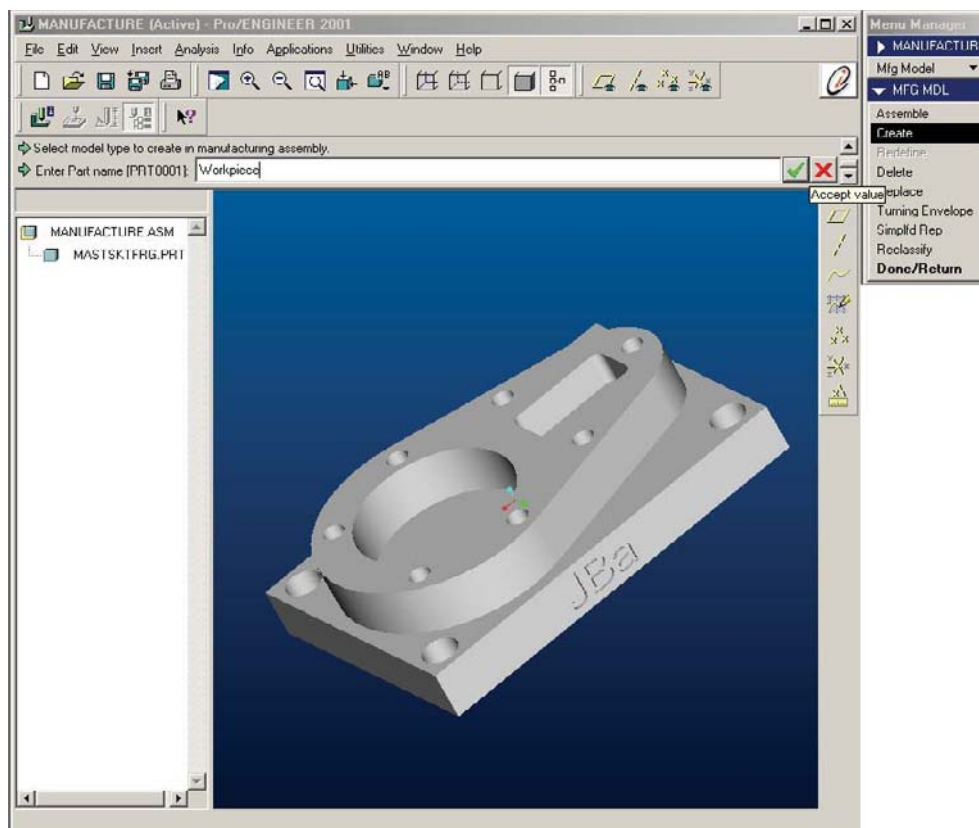 MANUFACTURE (Active) - Pro/ENGINEER 2001
File Edit View Insert Analysis Info Applications Utilities Window Help
Select model type to create in manufacturing assembly.
Enter Part name [PRT0001]: Workpiece
Accept value
MANUFACTURE.ASM
MASTSKTFRG.PRT
JBa
Menu Manager
MANUFACTUR
Mfg Model
MFG MDL
Assemble
Create
Redefine
Delete
Replace
Turning Envelope
Simplfd Rep
Reclassify
Done/Return